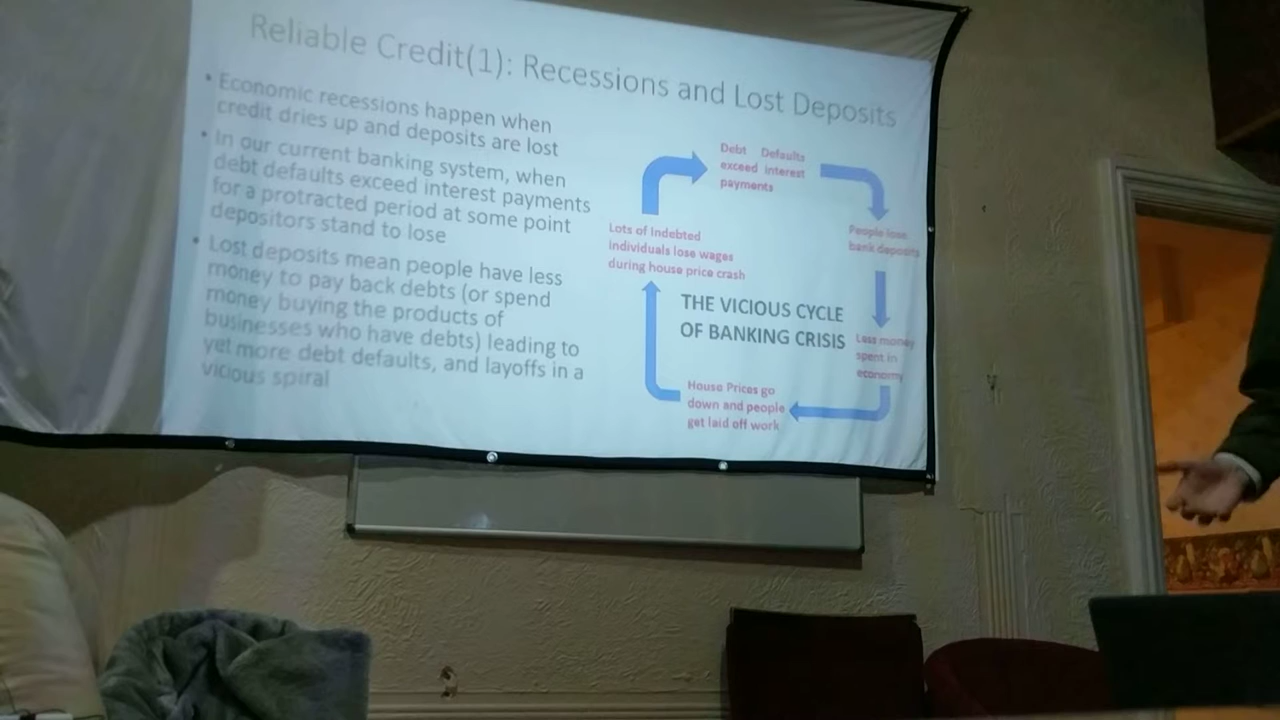 Reliable Credit(1): Recessions and Lost Deposits
• Economic recessions happen when
credit dries up and deposits are lost
• In our current banking system, when
debt defaults exceed interest payments
for a protracted period at some point
depositors stand to lose
• Lost deposits mean people have less
money to pay back debts (or spend
money buying the products of
businesses who have debts) leading to
yet more debt defaults, and layoffs in a
vicious spiral
Debt Defaults
exceed interest
payments
People lose
bank deposits
Less money
spent in
economy
House Prices go
down and people
get laid off work
Lots of Indebted
individuals lose wages
during house price crash
THE VICIOUS CYCLE
OF BANKING CRISIS